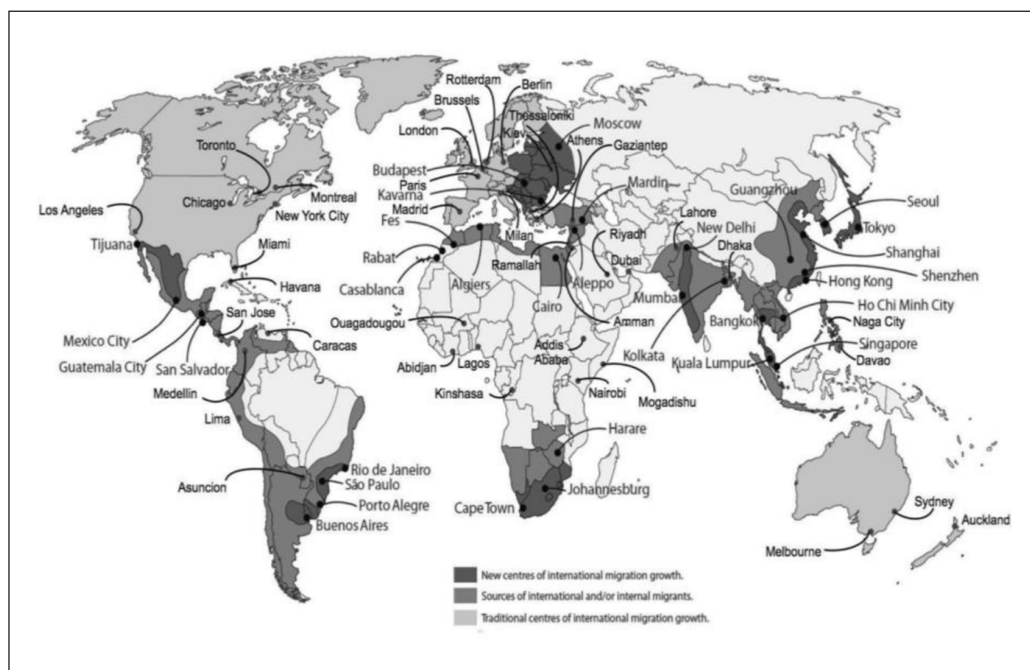 Rotterdam
Berlin
Brussels
Thessaloniki
London
Kiev
Moscow
Athens
Toronto
Budapest
Gaziantep
Paris
Kavarna
Mardin
Guangzhou
Montreal
Chicago
New York City
Madrid
Seoul
Los Angeles
Fes
Milan
Riyadh
Lahore
New Delhi
Tokyo
Tijuana
Miami
Rabat
Ramallah
Dubai
Dhaka
Shanghai
Havana
Casablanca
Algiers
Aleppo
Shenzhen
Cairo
Mumbai
Hong Kong
San Jose
Ouagadougou
Amman
Ho Chi Minh City
Mexico City
Bangkok
Naga City
Guatemala City
Caracas
Addis
Ababa
Kolkata
Singapore
San Salvador
Abidjan
Lagos
Kuala Lumpur
Davao
Medellin
Kinshasa
Nairobi
Mogadishu
Lima
Harare
Rio de Janeiro
Asuncion
São Paulo
Johannesburg
Porto Alegre
Cape Town
Sydney
Buenos Aires
Auckland
Melbourne
New centres of international migration growth.
Sources of international and/or internal migrants.
Traditional centres of international migration growth.